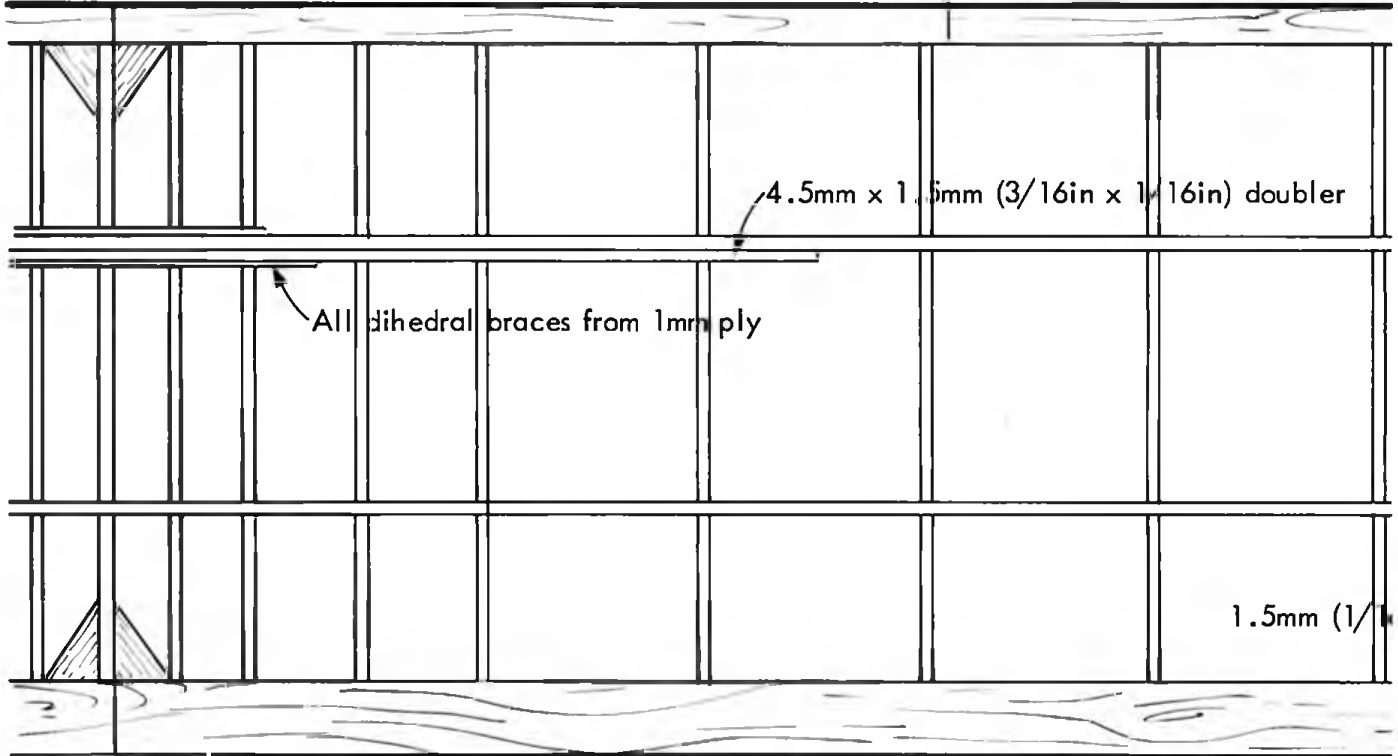 4.5mm x 1.5mm (3/16in x 1/16in) doubler
All dihedral braces from 1mm ply
1.5mm (1/